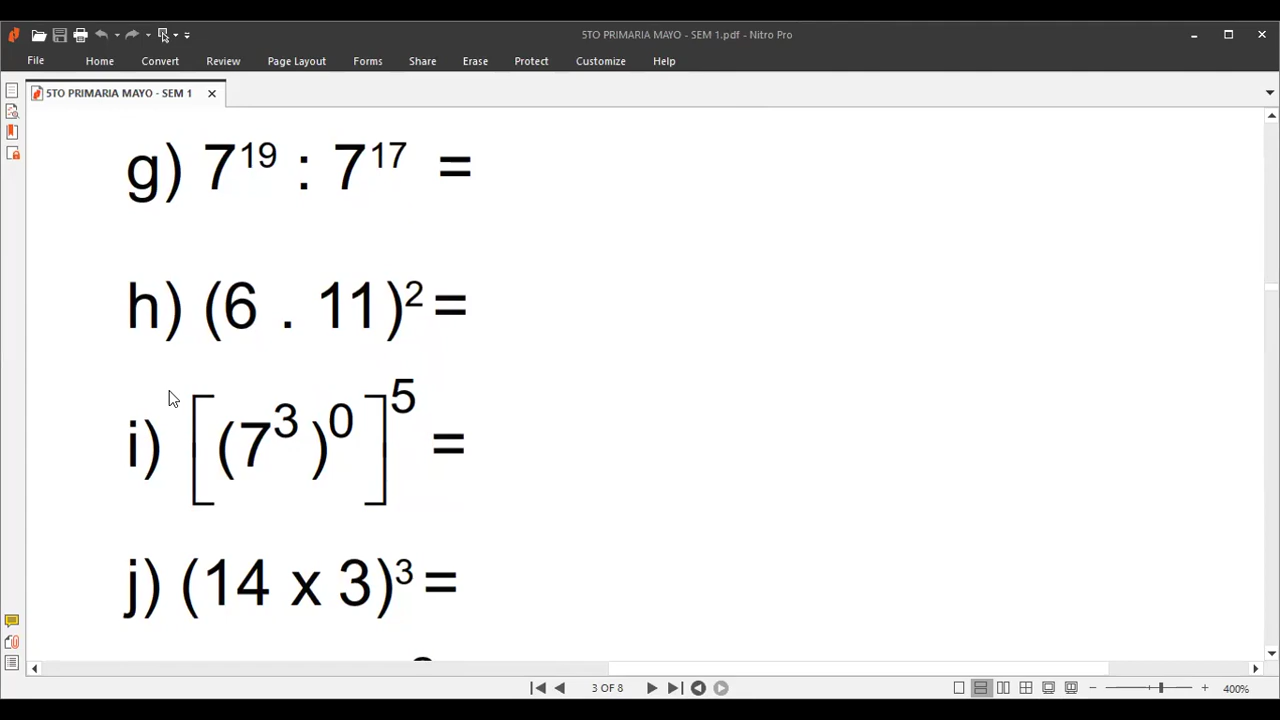 5TO PRIMARIA MAYO - SEM 1.pdf - Nitro Pro
File Home Convert Review Page Layout Forms Share Erase Protect Customize Help
5TO PRIMARIA MAYO - SEM 1
g) 7¹⁹ : 7¹⁷ =
h) (6 . 11)² =
i) [(7³)⁰]⁵ =
j) (14 x 3)³ =
3 OF 8
400%